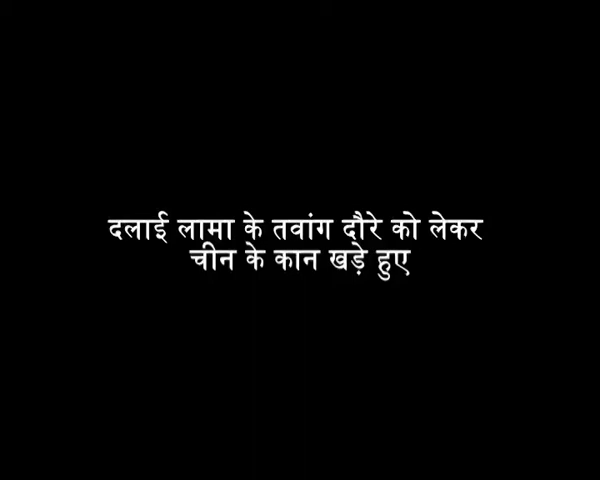 दलाई लामा के तवांग दौरे को लेकर
चीन के कान खड़े हुए